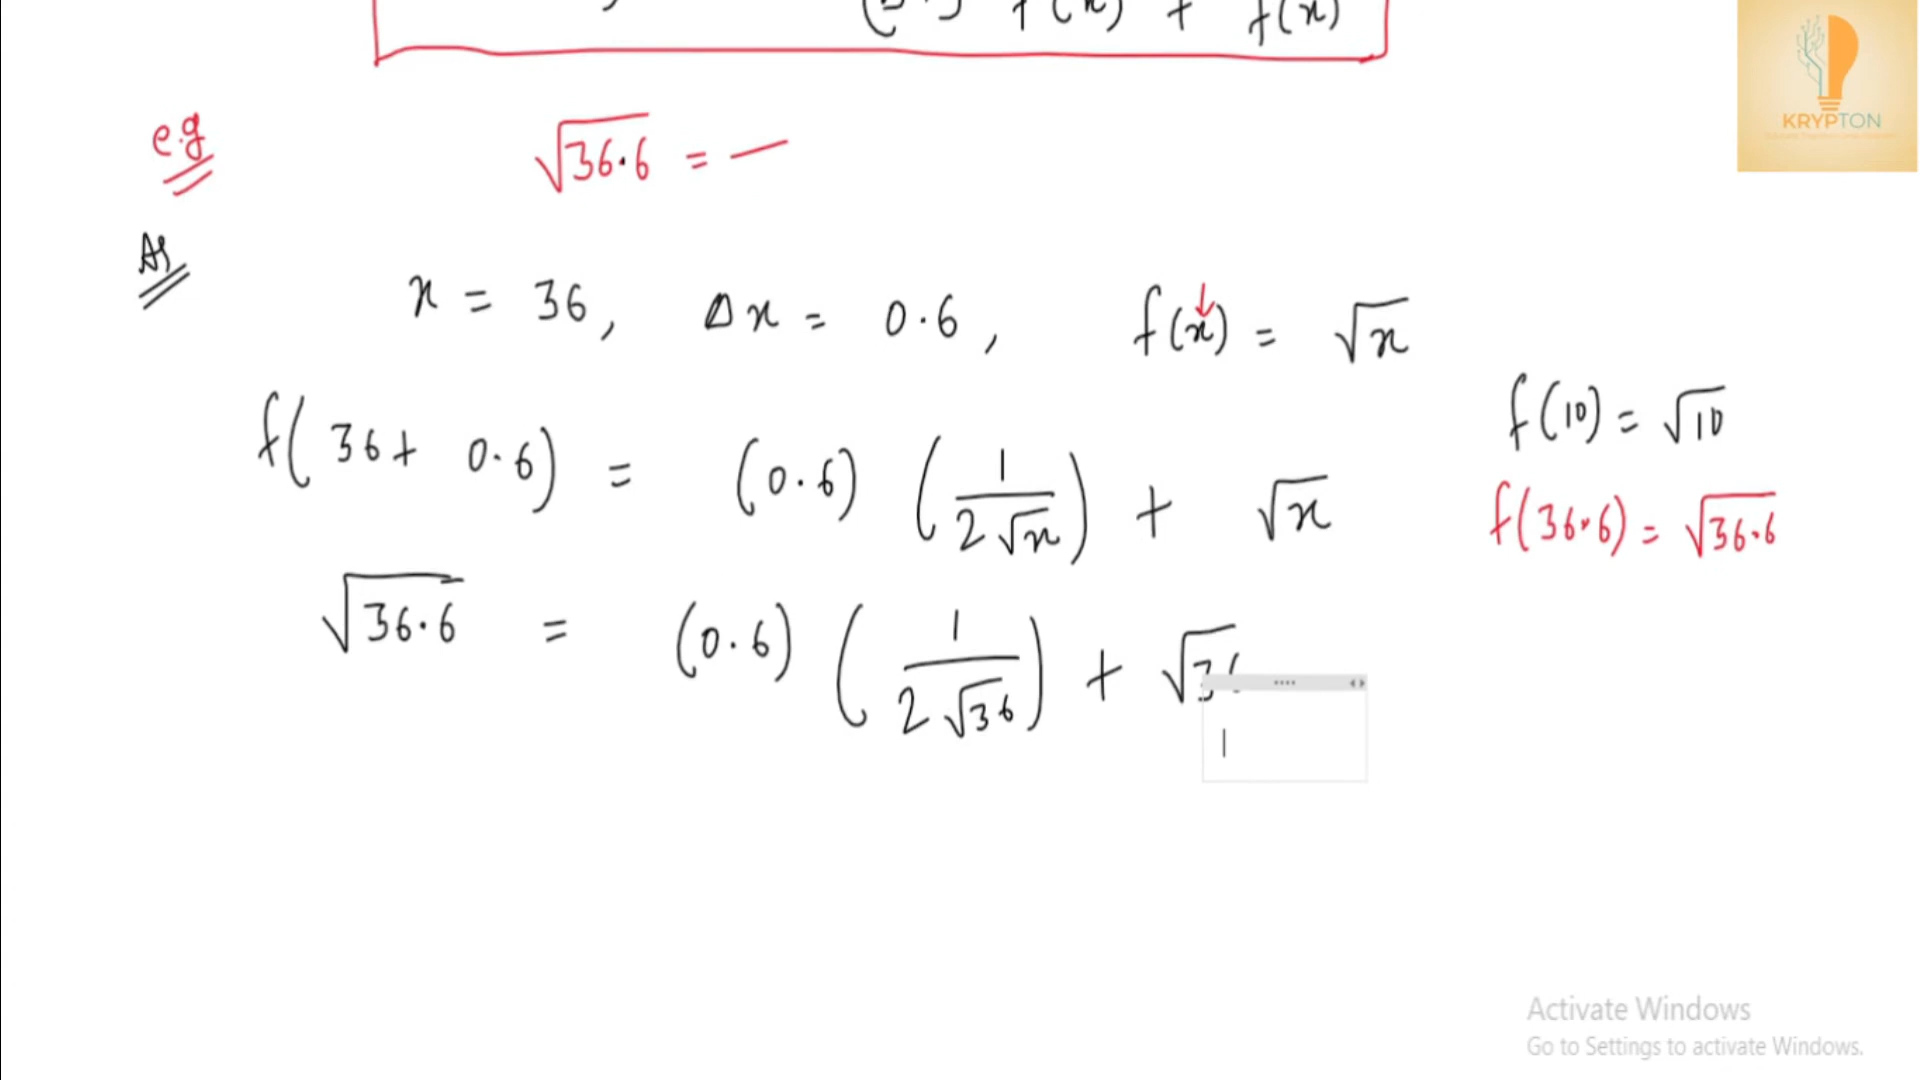 f'(x) + f(x)
KRYPTON
e.g
√36.6 = —
As
x = 36, Δx = 0.6, f(x) = √x
f(10) = √10
f(36 + 0.6) = (0.6) (1/2√x) + √x
f(36.6) = √36.6
√36.6 = (0.6) (1/2√36) + √36
Activate Windows
Go to Settings to activate Windows.